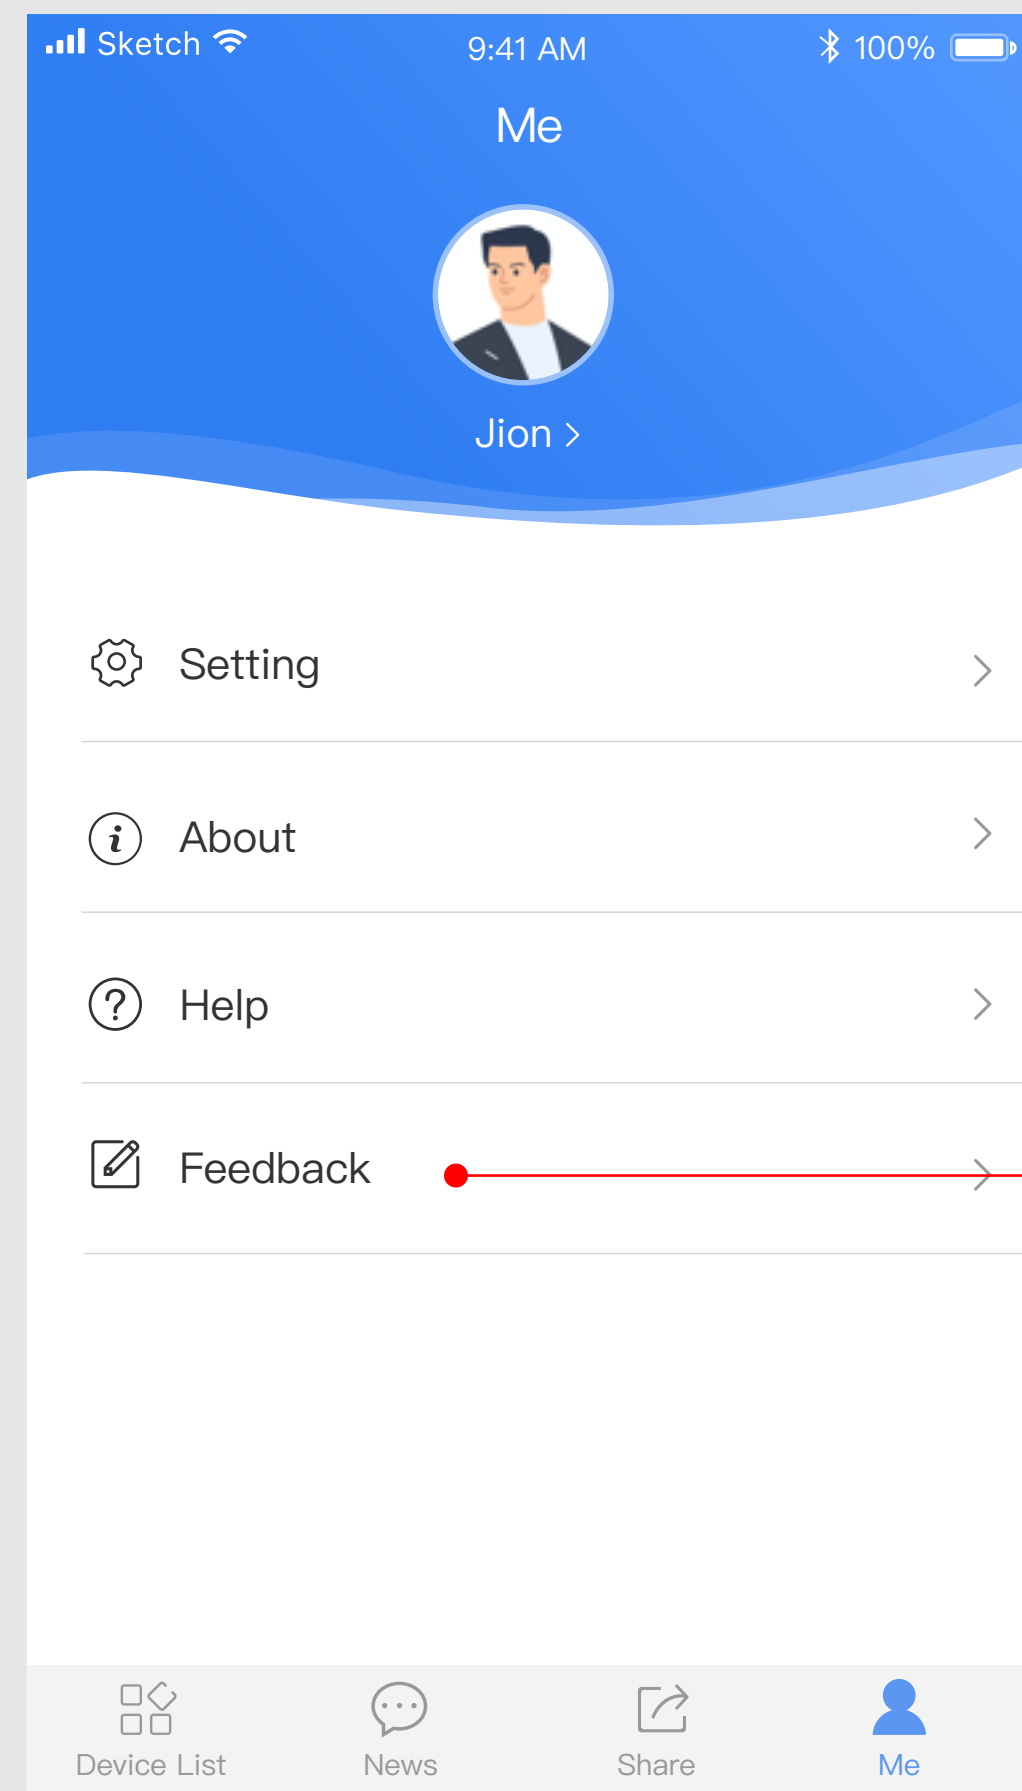 Sketch
9:41 AM
100%
Me
Jion
Setting
About
Help
Feedback
Device List
News
Share
Me